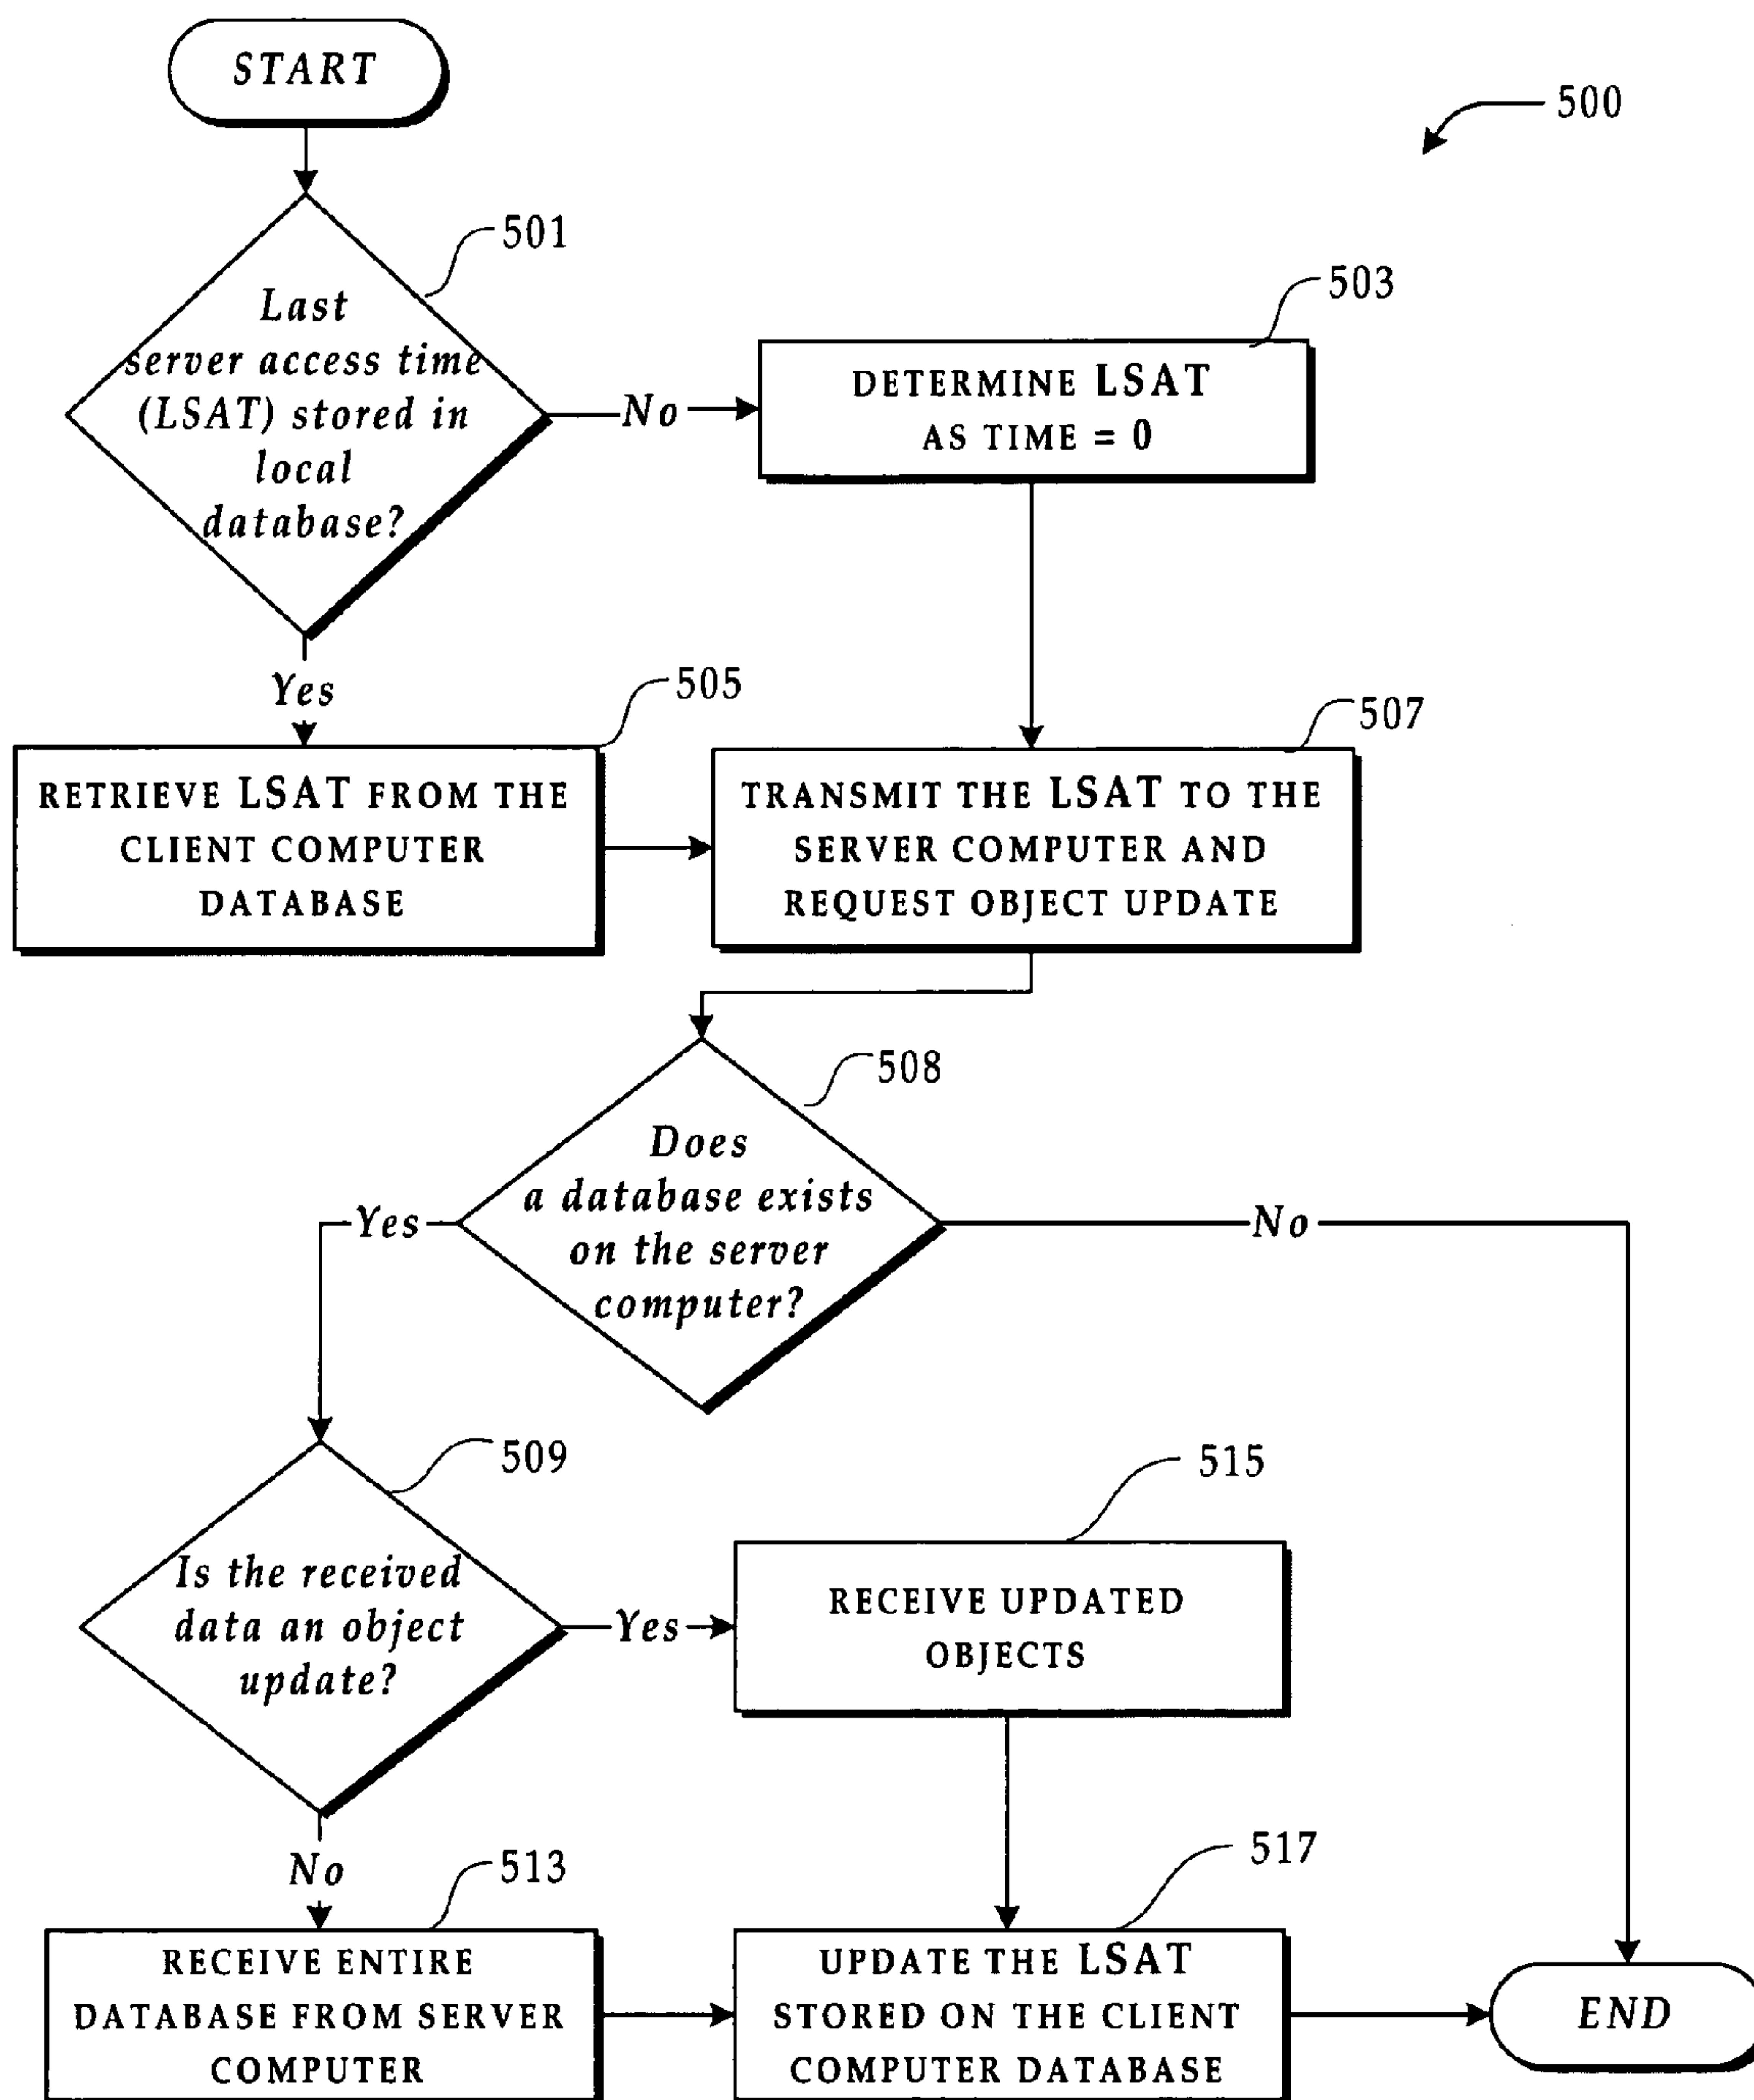 START
500
501
Last
server access time
(LSAT) stored in
local
database?
No
503
DETERMINE LSAT
AS TIME = 0
Yes
505
RETRIEVE LSAT FROM THE
CLIENT COMPUTER
DATABASE
507
TRANSMIT THE LSAT TO THE
SERVER COMPUTER AND
REQUEST OBJECT UPDATE
508
Does
a database exists
on the server
computer?
Yes
No
509
Is the received
data an object
update?
Yes
515
RECEIVE UPDATED
OBJECTS
No
513
RECEIVE ENTIRE
DATABASE FROM SERVER
COMPUTER
517
UPDATE THE LSAT
STORED ON THE CLIENT
COMPUTER DATABASE
END